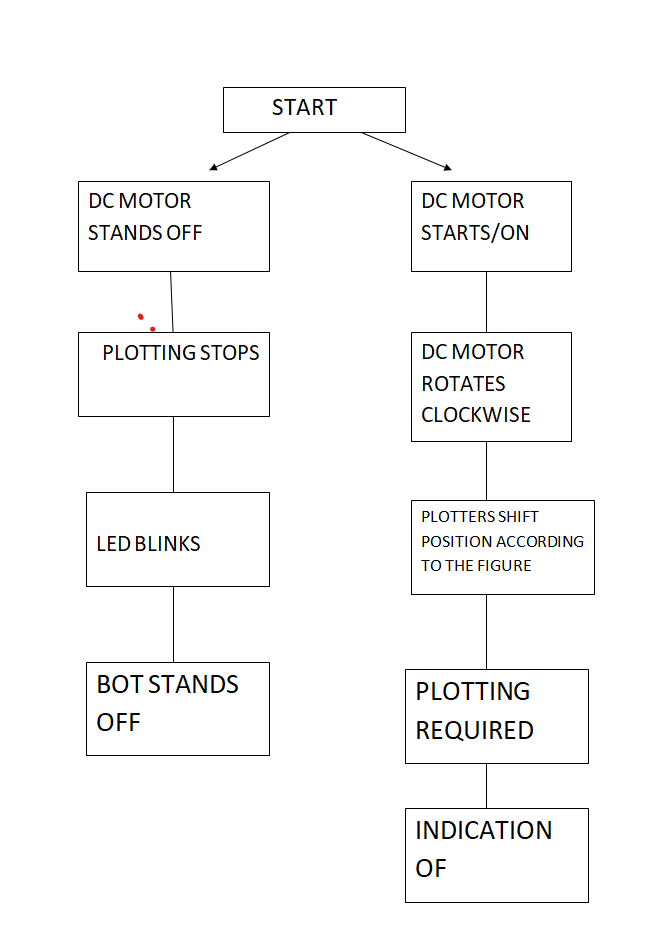 START
DC MOTOR
STANDS OFF
PLOTTING STOPS
LED BLINKS
BOT STANDS
OFF
DC MOTOR
STARTS/ON
DC MOTOR
ROTATES
CLOCKWISE
PLOTTERS SHIFT
POSITION ACCORDING
TO THE FIGURE
PLOTTING
REQUIRED
INDICATION
OF